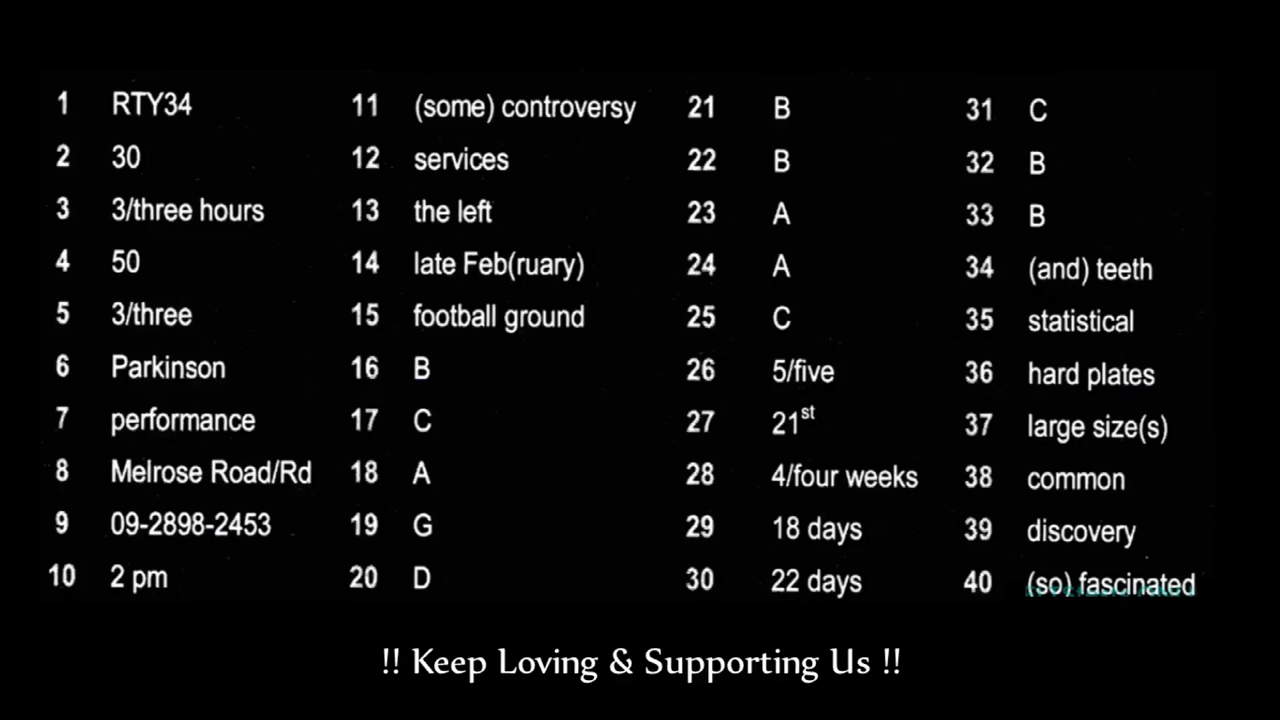 1 RTY34
2 30
3 3/three hours
4 50
5 3/three
6 Parkinson
7 performance
8 Melrose Road/Rd
9 09-2898-2453
10 2 pm
11 (some) controversy
12 services
13 the left
14 late Feb(ruary)
15 football ground
16 B
17 C
18 A
19 G
20 D
21 B
22 B
23 A
24 A
25 C
26 5/five
27 21st
28 4/four weeks
29 18 days
30 22 days
31 C
32 B
33 B
34 (and) teeth
35 statistical
36 hard plates
37 large size(s)
38 common
39 discovery
40 (so) fascinated
!! Keep Loving & Supporting Us !!